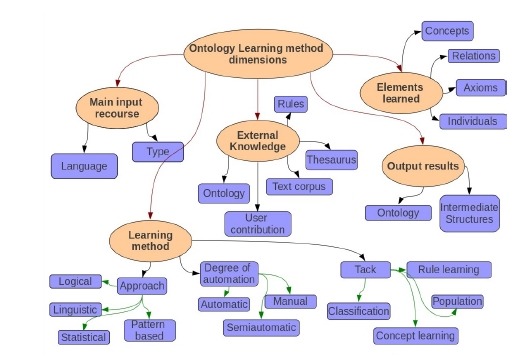 Ontology Learning method
dimensions
Concepts
Relations
Elements
learned
Axioms
Individuals
Main input
recourse
Language
Type
Rules
External
Knowledge
Thesaurus
Text corpus
Ontology
User
contribution
Output results
Ontology
Intermediate
Structures
Learning
method
Logical
Approach
Linguistic
Statistical
Pattern
based
Degree of
automation
Automatic
Manual
Semiautomatic
Tack
Rule learning
Classification
Population
Concept learning